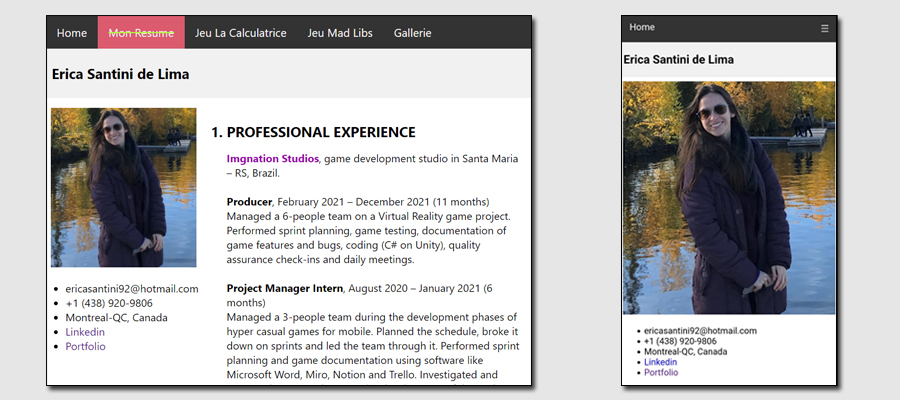 Home Mon Resume Jeu La Calculatrice Jeu Mad Libs Gallerie
Erica Santini de Lima
1. PROFESSIONAL EXPERIENCE
Imgnation Studios, game development studio in Santa Maria
– RS, Brazil.
Producer, February 2021 – December 2021 (11 months)
Managed a 6-people team on a Virtual Reality game project.
Performed sprint planning, game testing, documentation of
game features and bugs, coding (C# on Unity), quality
assurance check-ins and daily meetings.
Project Manager Intern, August 2020 – January 2021 (6
months)
Managed a 3-people team during the development phases of
hyper casual games for mobile. Planned the schedule, broke it
down on sprints and led the team through it. Performed sprint
planning and game documentation using software like
Microsoft Word, Miro, Notion and Trello. Investigated and
ericasantini92@hotmail.com
+1 (438) 920-9806
Montreal-QC, Canada
Linkedin
Portfolio
Home
Erica Santini de Lima
ericasantini92@hotmail.com
+1 (438) 920-9806
Montreal-QC, Canada
Linkedin
Portfolio